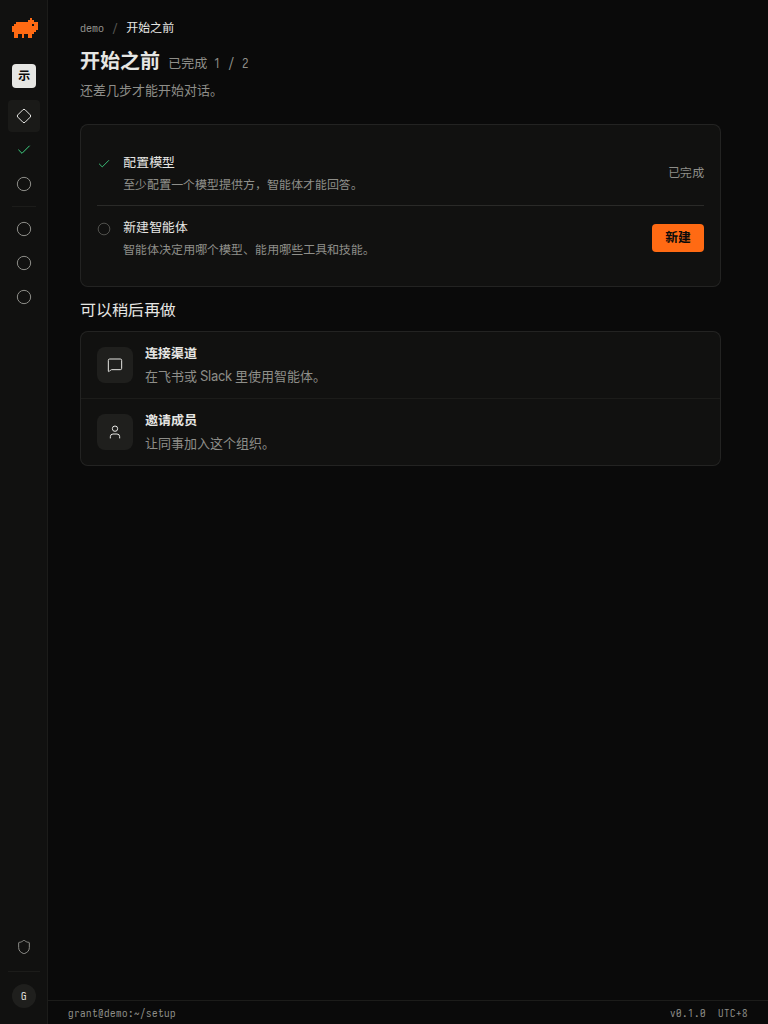 示
G
demo / 开始之前
开始之前 已完成 1 / 2
还差几步才能开始对话。
配置模型
至少配置一个模型提供方，智能体才能回答。
已完成
新建智能体
智能体决定用哪个模型、能用哪些工具和技能。
新建
可以稍后再做
连接渠道
在飞书或 Slack 里使用智能体。
邀请成员
让同事加入这个组织。
grant@demo:~/setup
v0.1.0 UTC+8